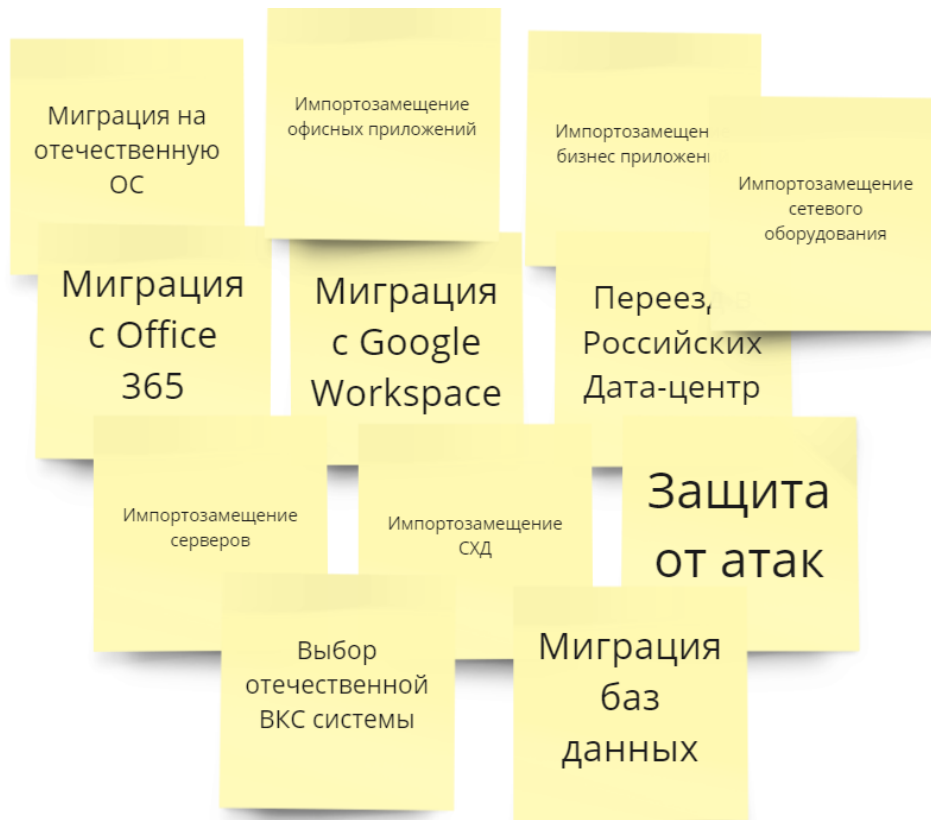 Миграция на
отечественную
ОС
Импортозамещение
офисных приложений
Импортозамещен
бизнес приложен
Импортозамещение
сетевого
оборудования
Миграция
с Office
365
Миграция
с Google
Workspace
Переезд
Российских
Дата-центр
Импортозамещение
серверов
Импортозамещение
СХД
Защита
от атак
Выбор
отечественной
ВКС системы
Миграция
баз
данных